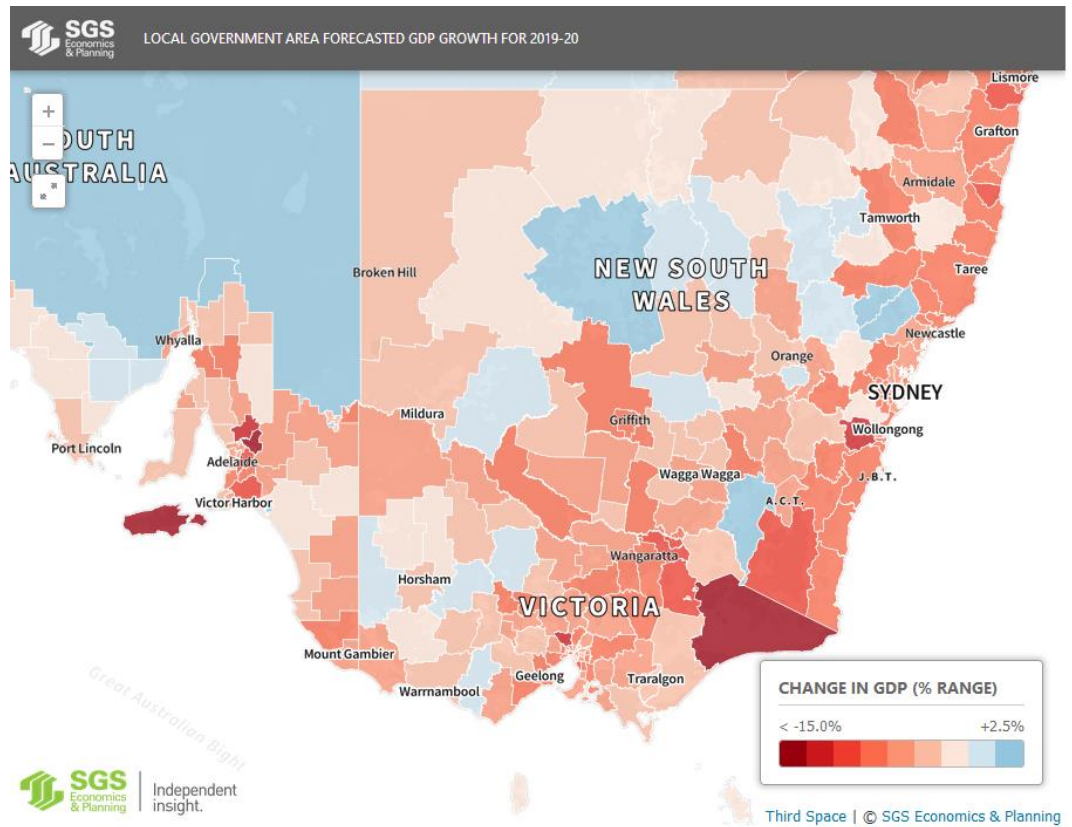 SGS
Economics
& Planning
LOCAL GOVERNMENT AREA FORECASTED GDP GROWTH FOR 2019-20
+
−
SOUTH
AUSTRALIA
Lismore
Grafton
Armidale
Tamworth
Broken Hill
NEW SOUTH
WALES
Taree
Whyalla
Newcastle
Orange
SYDNEY
Mildura
Griffith
Wollongong
Port Lincoln
Adelaide
Wagga Wagga
J.B.T.
Victor Harbor
A.C.T.
Wangaratta
Horsham
VICTORIA
Mount Gambier
Geelong
Traralgon
Warrnambool
Great Australian Bight
CHANGE IN GDP (% RANGE)
< -15.0% +2.5%
SGS
Economics
& Planning
Independent
insight.
Third Space | © SGS Economics & Planning